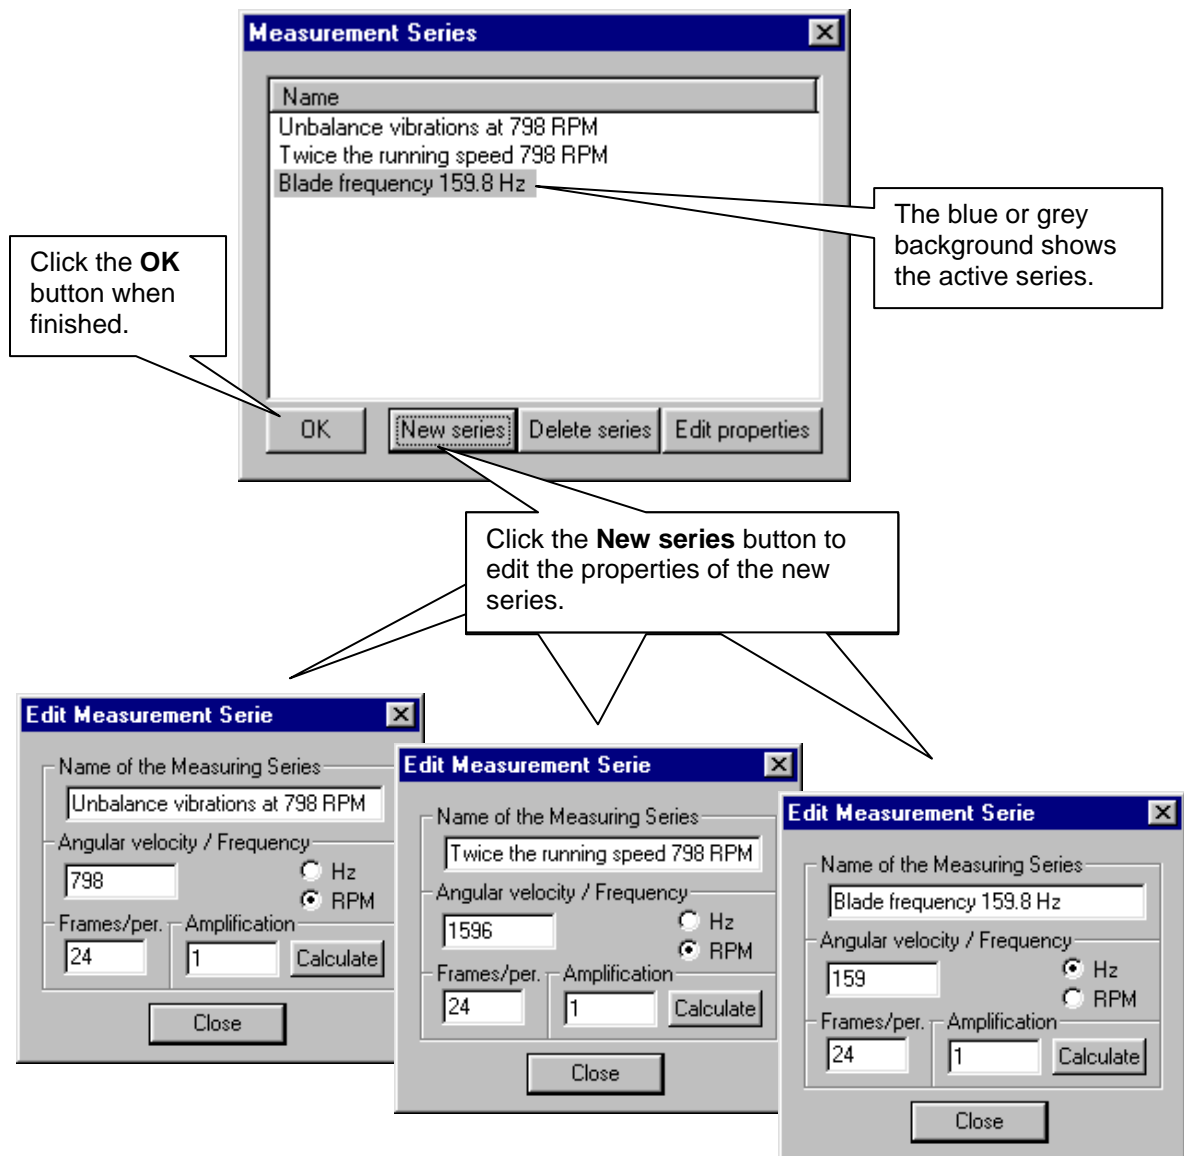 Measurement Series
Name
Unbalance vibrations at 798 RPM
Twice the running speed 798 RPM
Blade frequency 159.8 Hz
The blue or grey
background shows
the active series.
Click the OK
button when
finished.
OK
New series
Delete series
Edit properties
Click the New series button to
edit the properties of the new
series.
Edit Measurement Serie
Name of the Measuring Series
Unbalance vibrations at 798 RPM
Angular velocity / Frequency
798
Hz
RPM
Frames/per.
Amplification
24
1
Calculate
Close
Edit Measurement Serie
Name of the Measuring Series
Twice the running speed 798 RPM
Angular velocity / Frequency
1596
Hz
RPM
Frames/per.
Amplification
24
1
Calculate
Close
Edit Measurement Serie
Name of the Measuring Series
Blade frequency 159.8 Hz
Angular velocity / Frequency
159
Hz
RPM
Frames/per.
Amplification
24
1
Calculate
Close